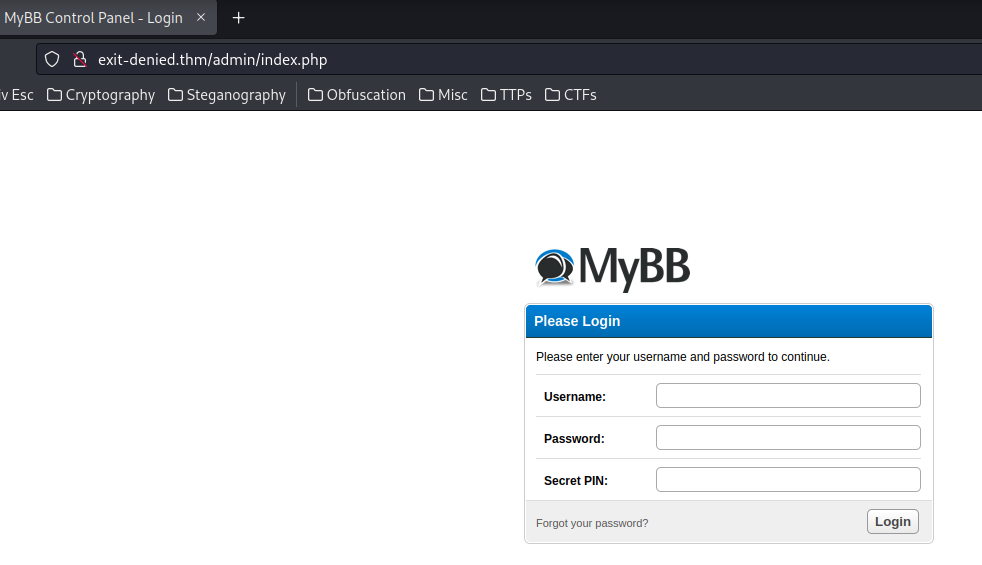 MyBB Control Panel - Login × +
exit-denied.thm/admin/index.php
v Esc Cryptography Steganography Obfuscation Misc TTPs CTFs
MyBB
Please Login
Please enter your username and password to continue.
Username:
Password:
Secret PIN:
Forgot your password? Login